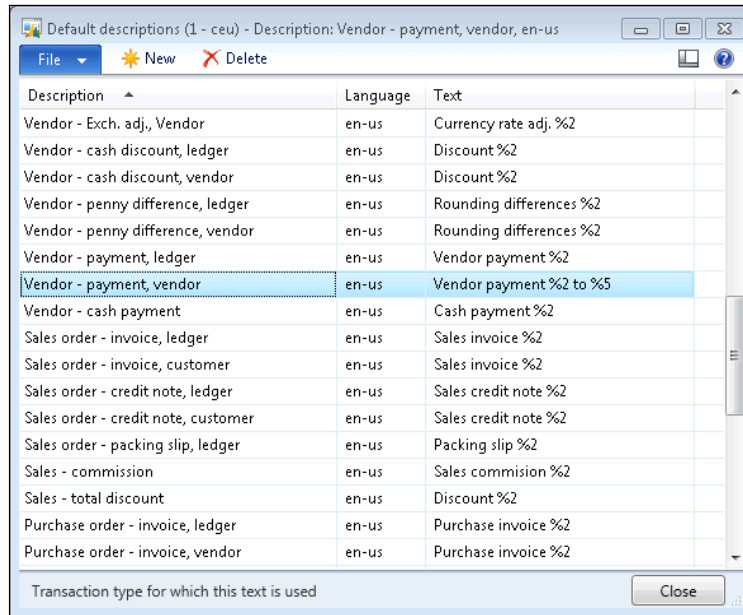 Default descriptions (1 - ceu) - Description: Vendor - payment, vendor, en-us
File New Delete
Description Language Text
Vendor - Exch. adj., Vendor en-us Currency rate adj. %2
Vendor - cash discount, ledger en-us Discount %2
Vendor - cash discount, vendor en-us Discount %2
Vendor - penny difference, ledger en-us Rounding differences %2
Vendor - penny difference, vendor en-us Rounding differences %2
Vendor - payment, ledger en-us Vendor payment %2
Vendor - payment, vendor en-us Vendor payment %2 to %5
Vendor - cash payment en-us Cash payment %2
Sales order - invoice, ledger en-us Sales invoice %2
Sales order - invoice, customer en-us Sales invoice %2
Sales order - credit note, ledger en-us Sales credit note %2
Sales order - credit note, customer en-us Sales credit note %2
Sales order - packing slip, ledger en-us Packing slip %2
Sales - commission en-us Sales commision %2
Sales - total discount en-us Discount %2
Purchase order - invoice, ledger en-us Purchase invoice %2
Purchase order - invoice, vendor en-us Purchase invoice %2
Transaction type for which this text is used Close